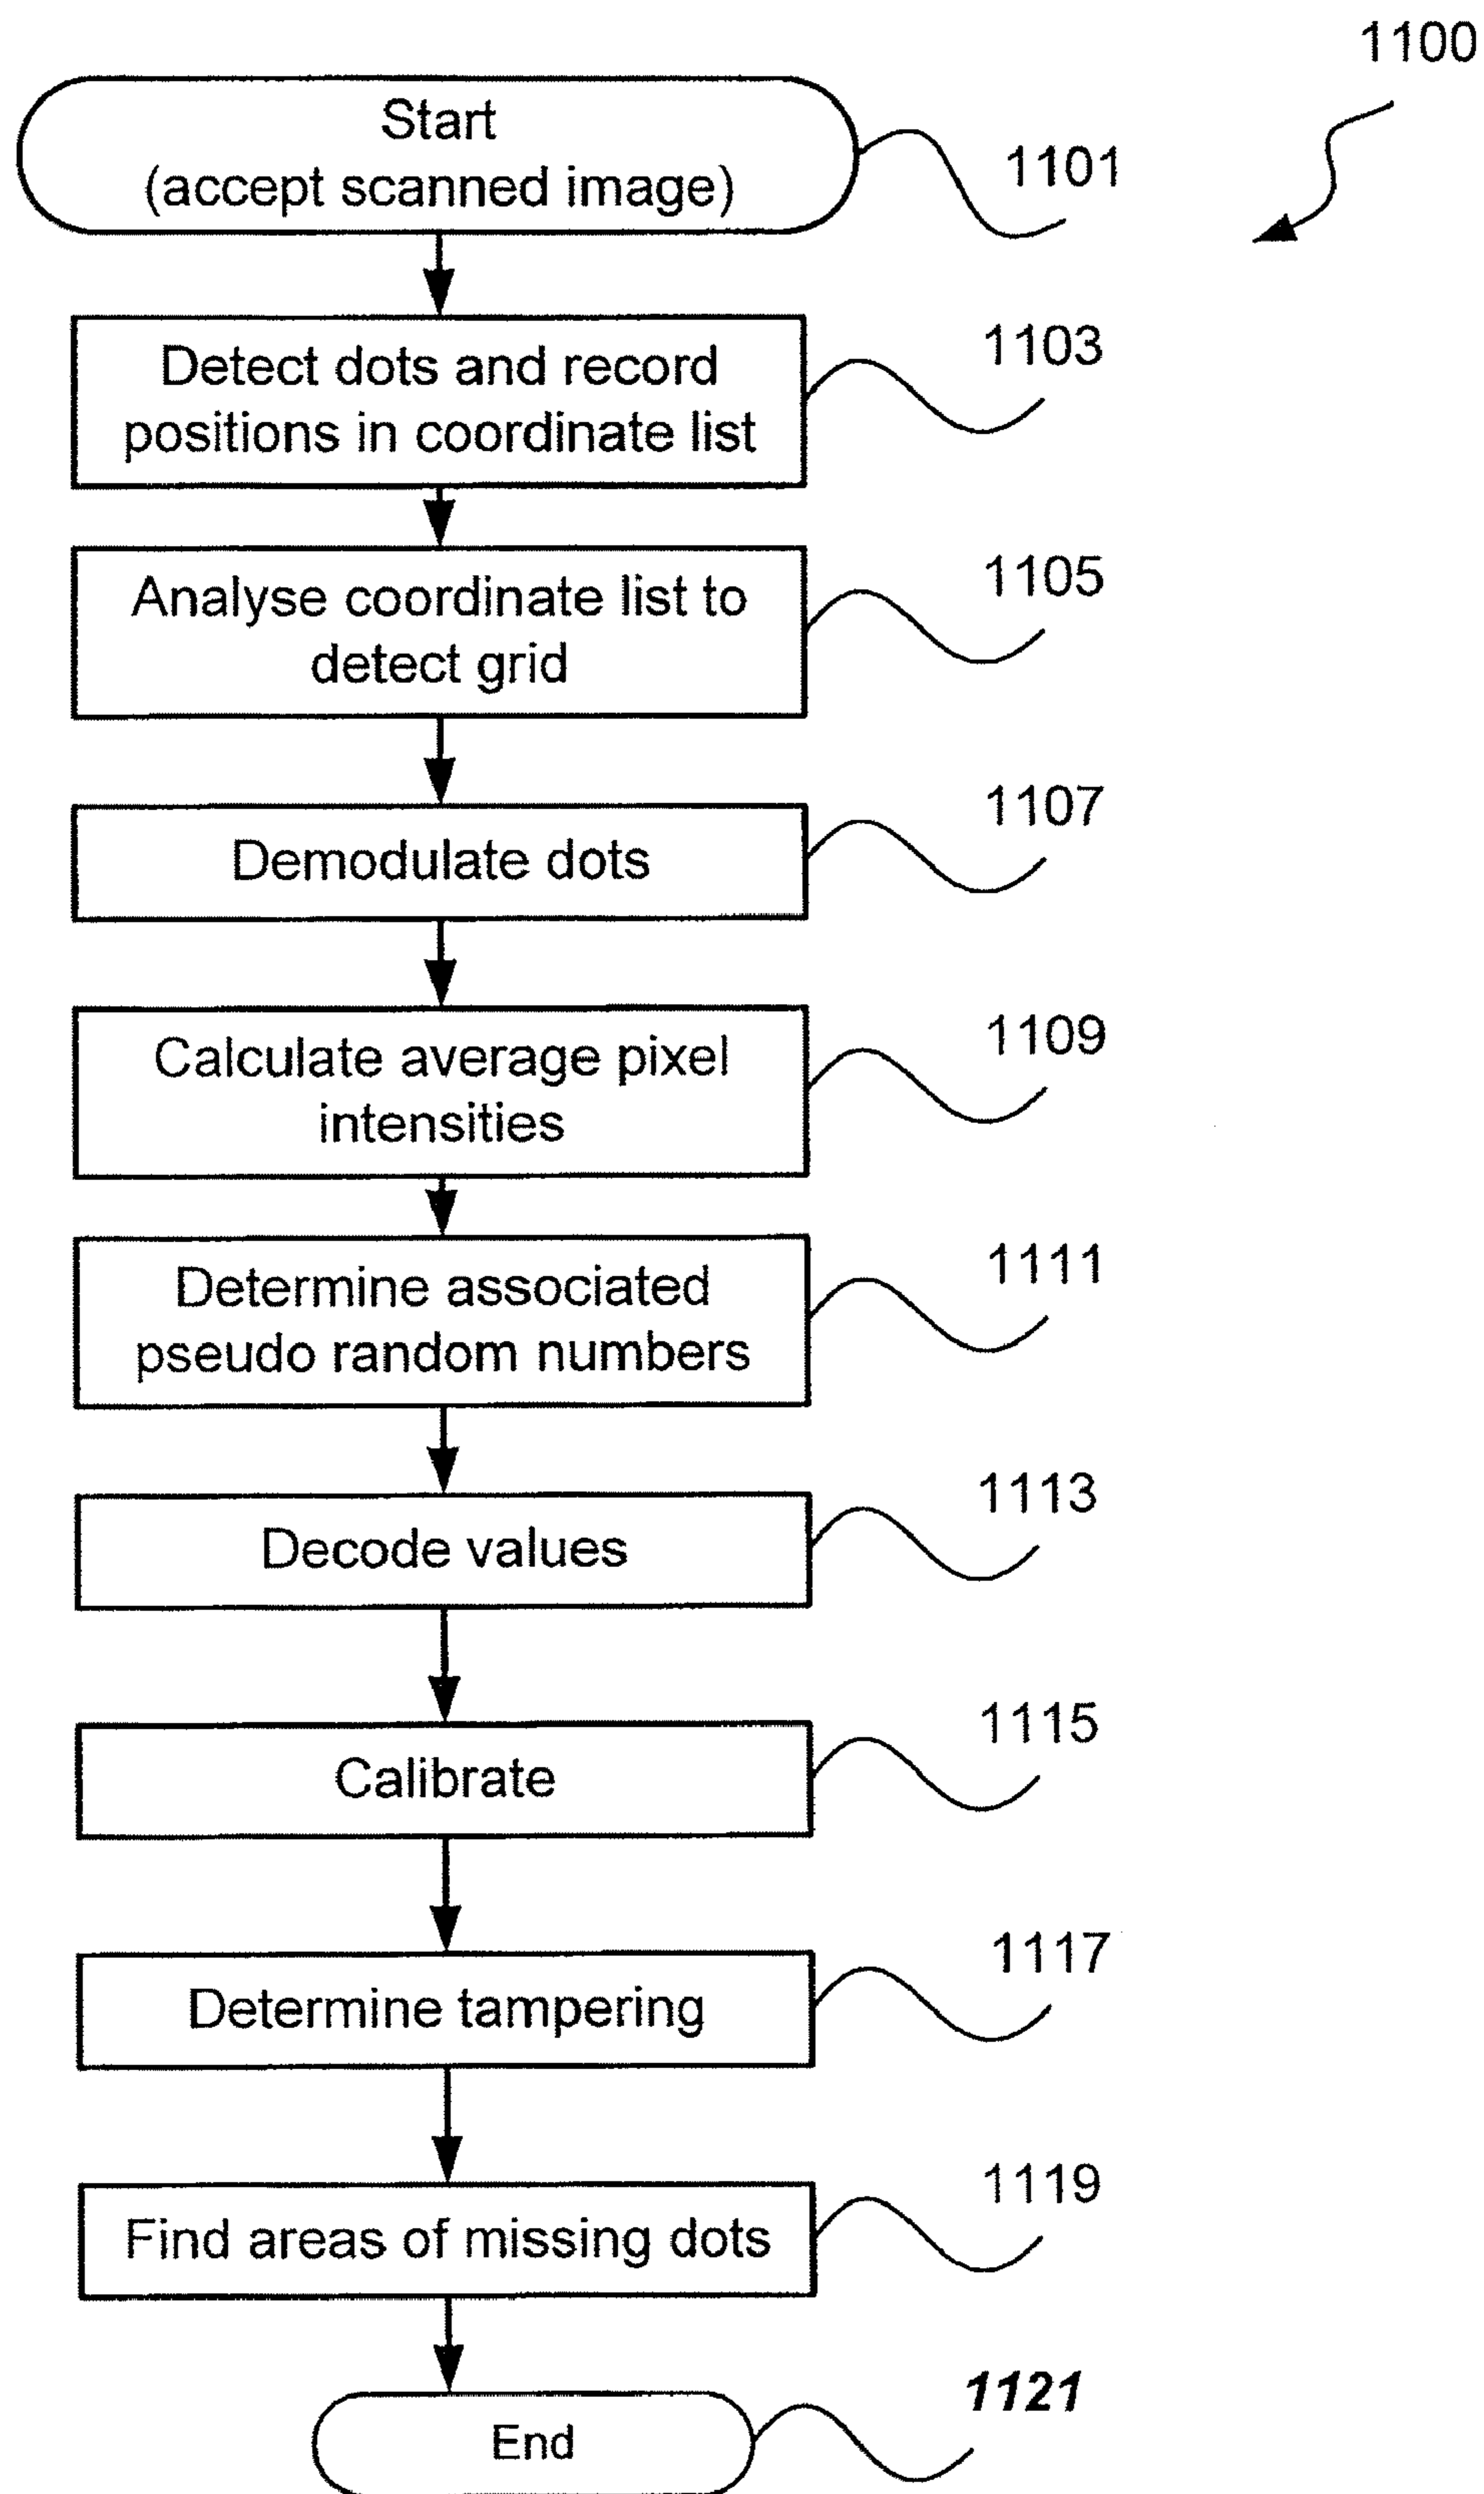 1100
Start
(accept scanned image)
1101
Detect dots and record
positions in coordinate list
1103
Analyse coordinate list to
detect grid
1105
Demodulate dots
1107
Calculate average pixel
intensities
1109
Determine associated
pseudo random numbers
1111
Decode values
1113
Calibrate
1115
Determine tampering
1117
Find areas of missing dots
1119
End
1121